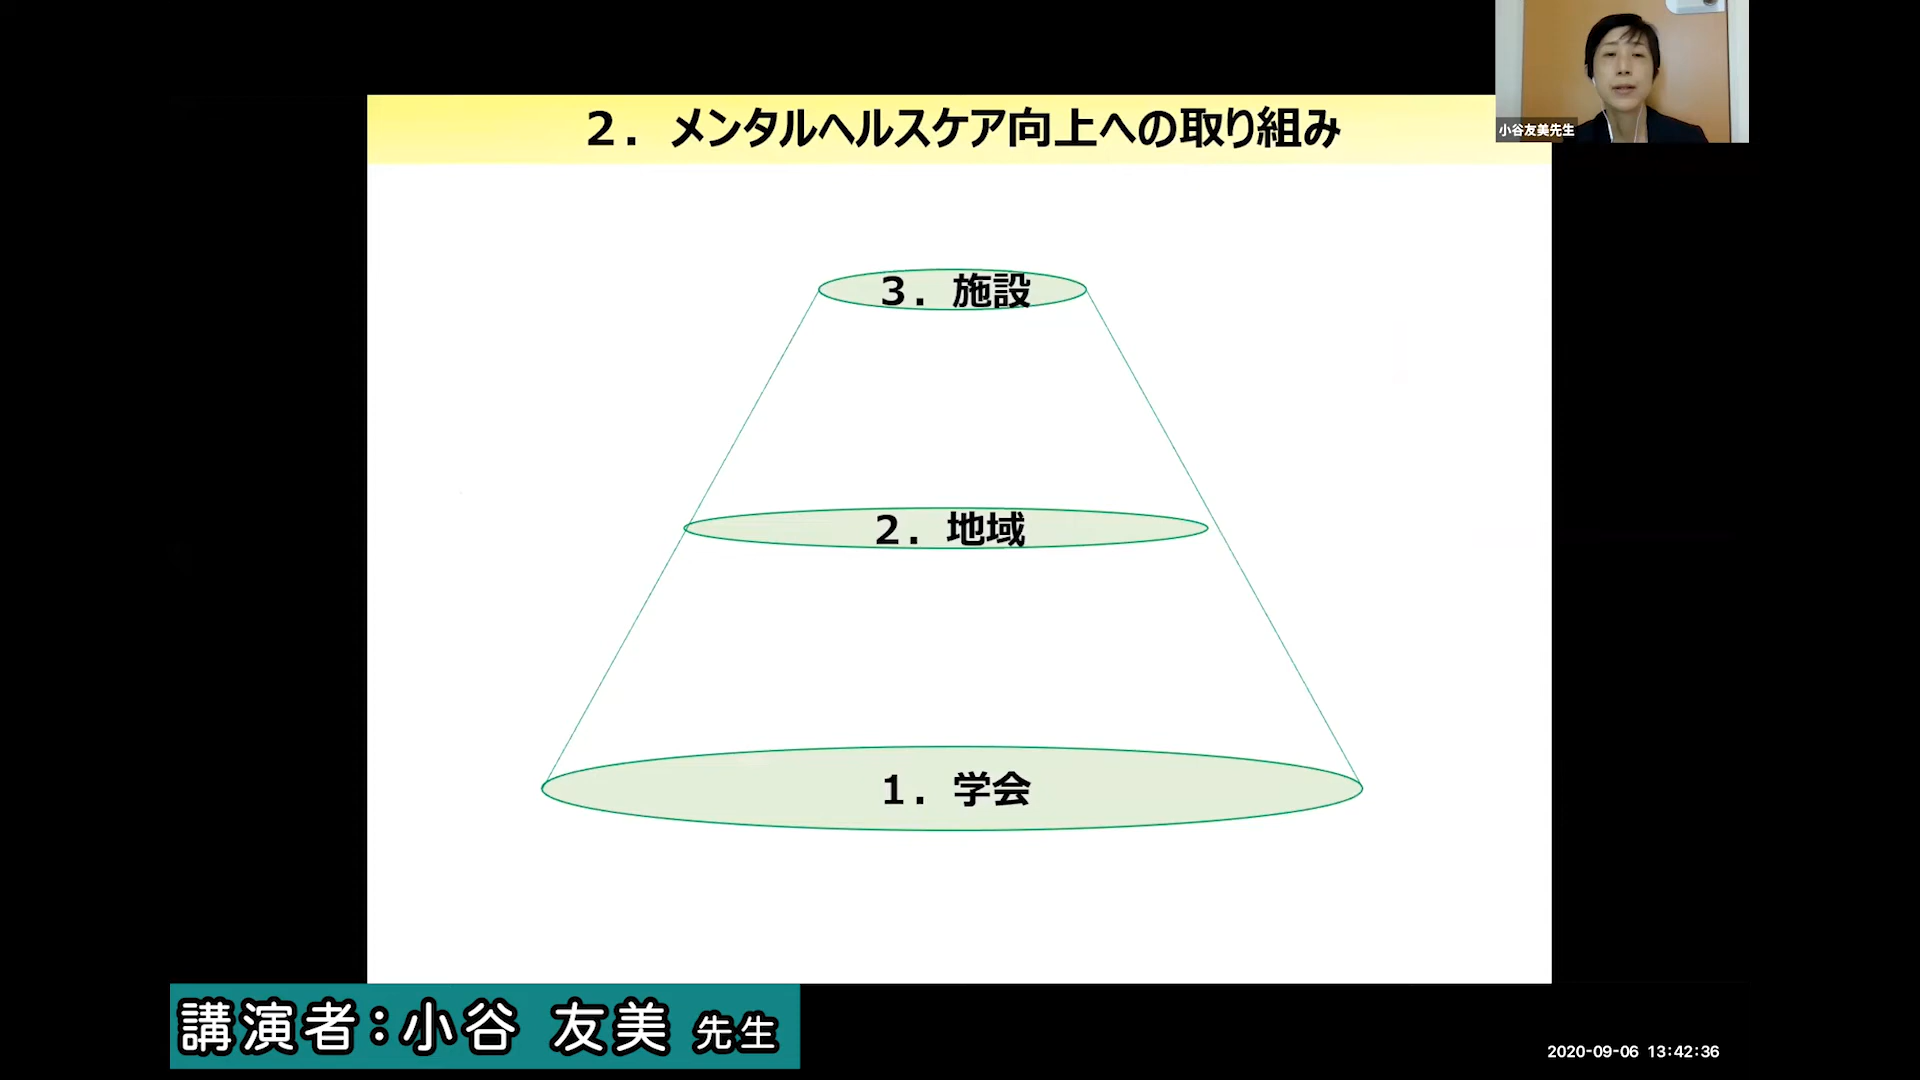 ２．メンタルヘルスケア向上への取り組み
小谷友美先生
３．施設
２．地域
１．学会
講演者：小谷 友美 先生
2020-09-06 13:42:36